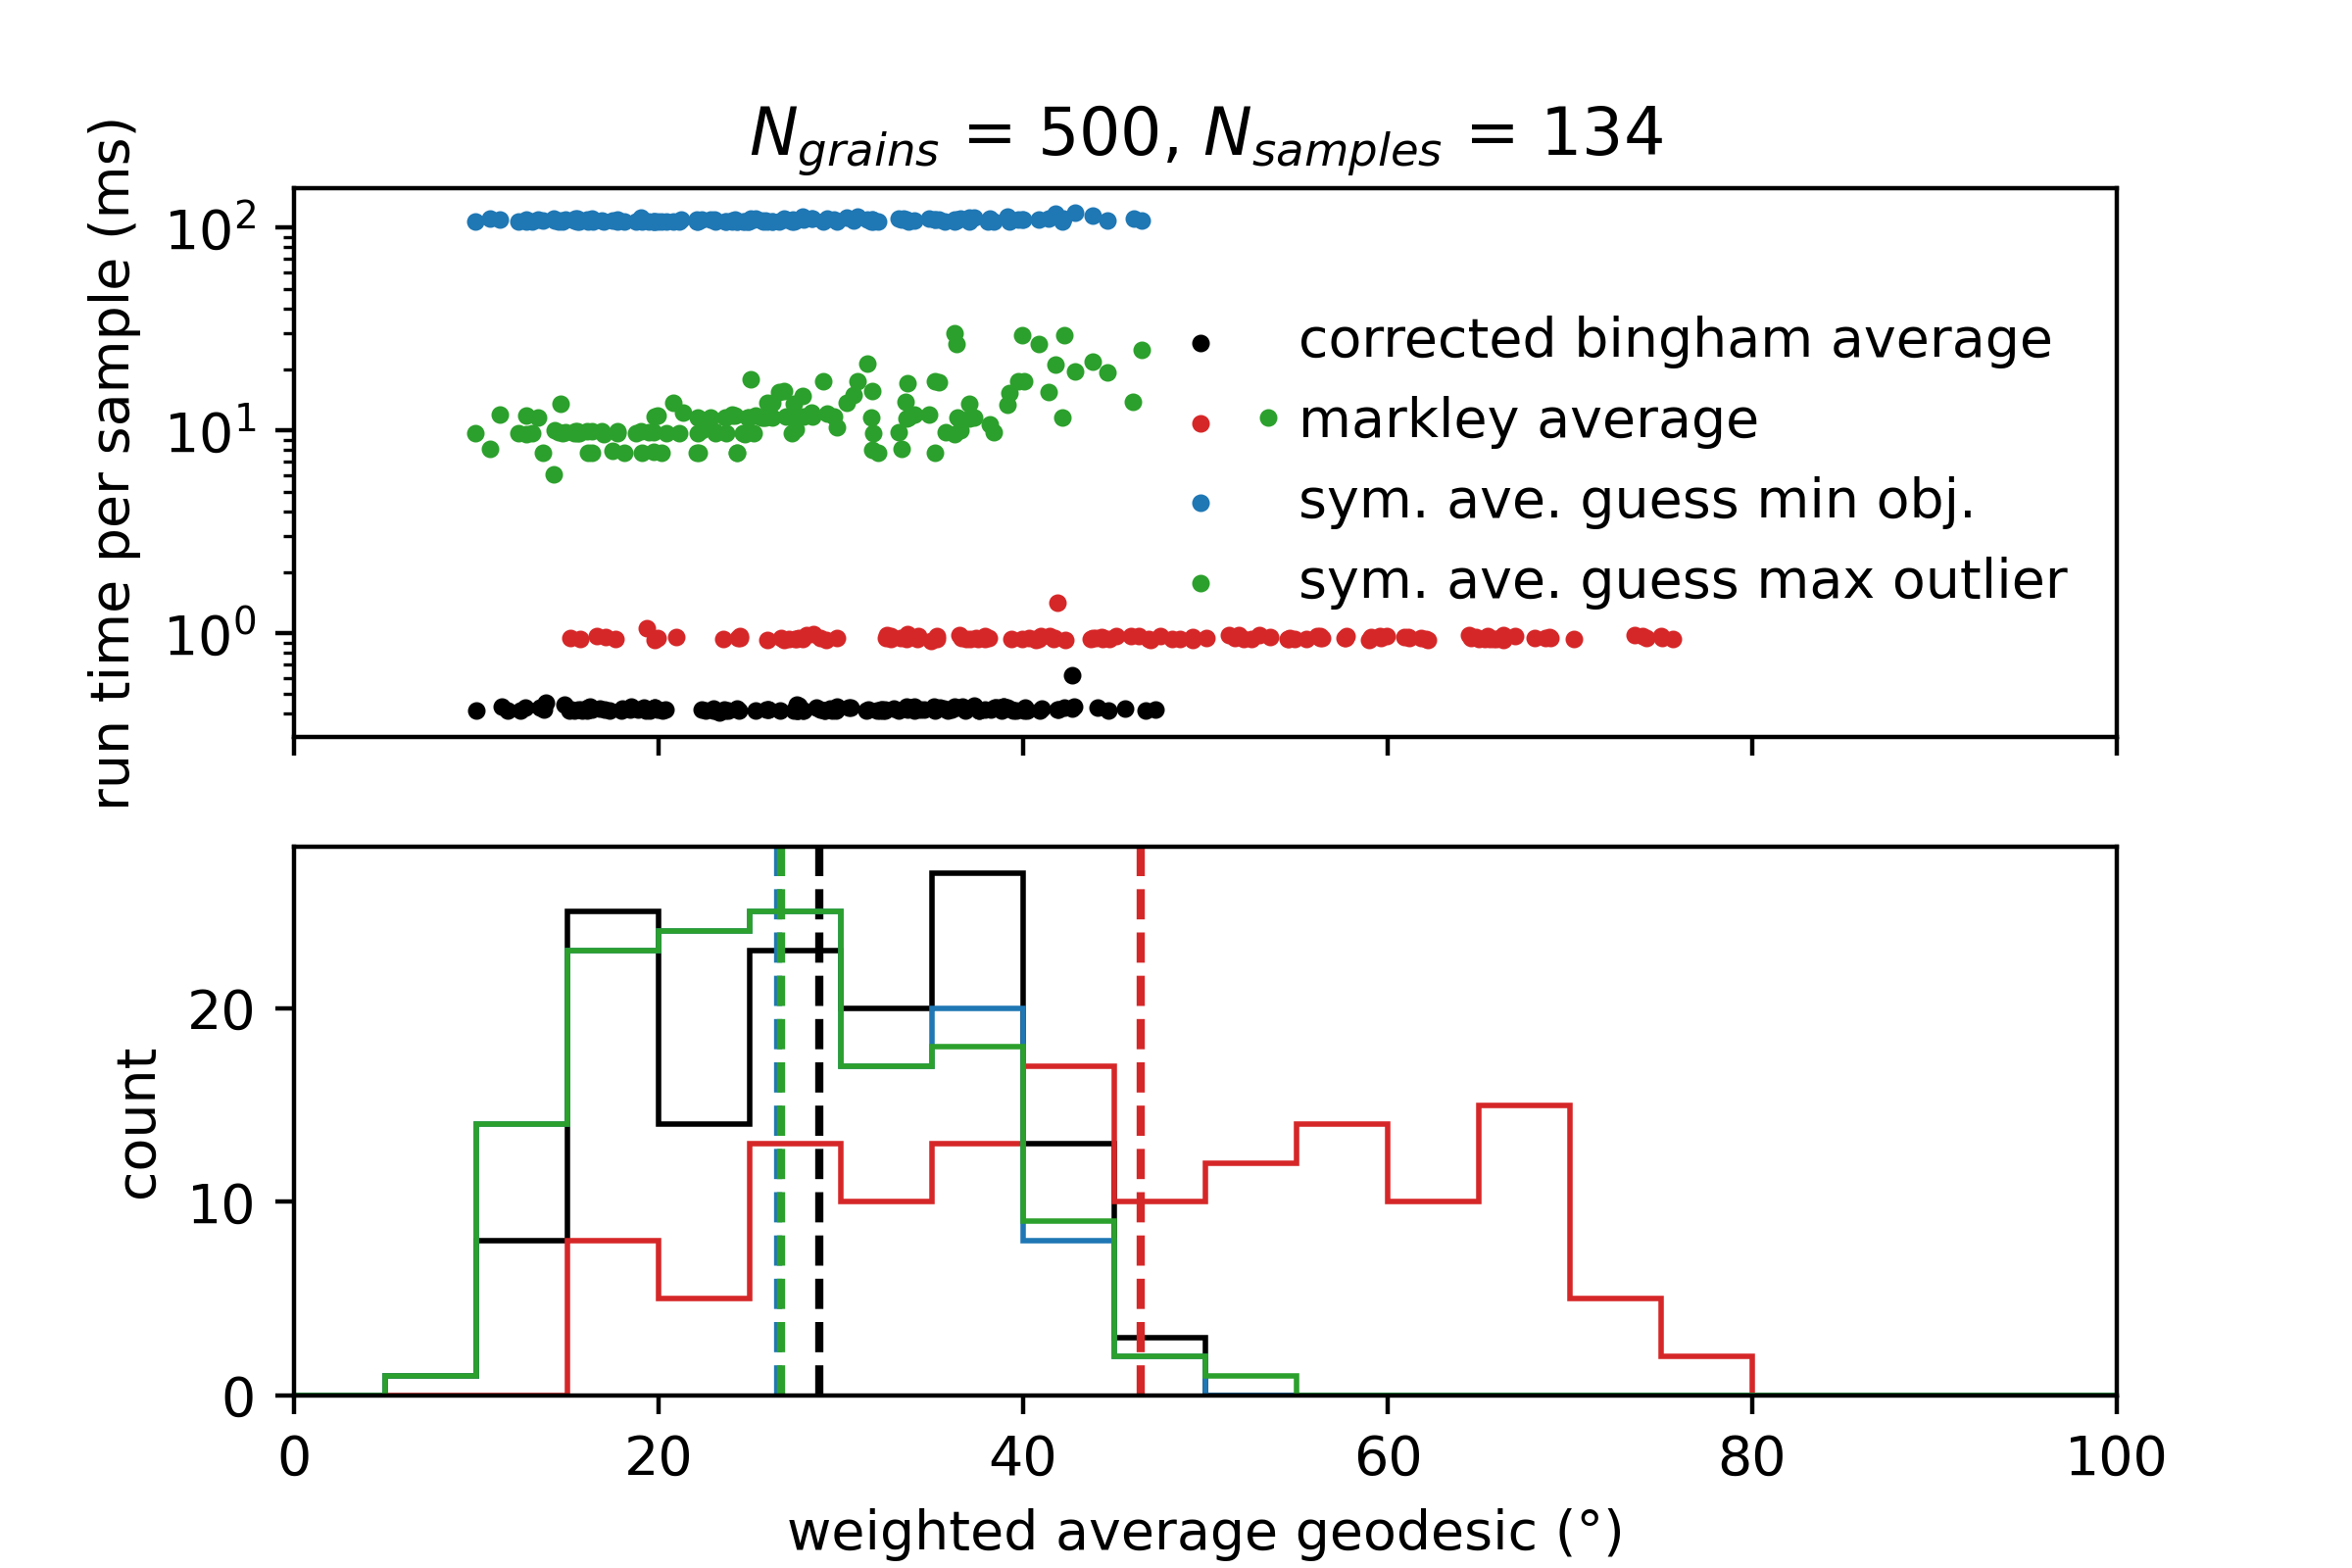 N_grains = 500, N_samples = 134
run time per sample (ms)
10^2
10^1
10^0
corrected bingham average
markley average
sym. ave. guess min obj.
sym. ave. guess max outlier
count
20
10
0
0 20 40 60 80 100
weighted average geodesic (°)